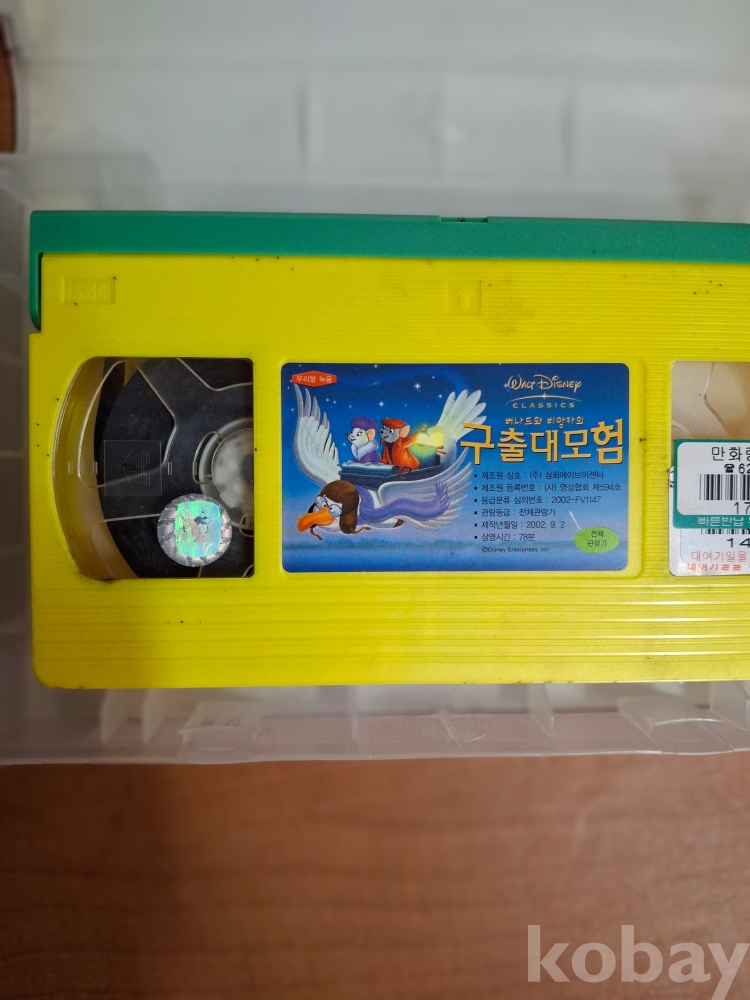 우리말 녹음
WALT DISNEY
CLASSICS
버나드와 비앙카의
구출대모험
• 제조원 상호 : (주) 삼화에이브이센터
• 제조원 등록번호 : (사) 영상협회 제594호
• 등급분류 심의번호 : 2002-FV1147
• 관람등급 : 전체관람가
• 제작년월일 : 2002. 9. 2
• 상영시간 : 78분
©Disney Enterprises, Inc.
전체
관람가
만화
☎62
17
빠른반납
14
대여기일을
kobay